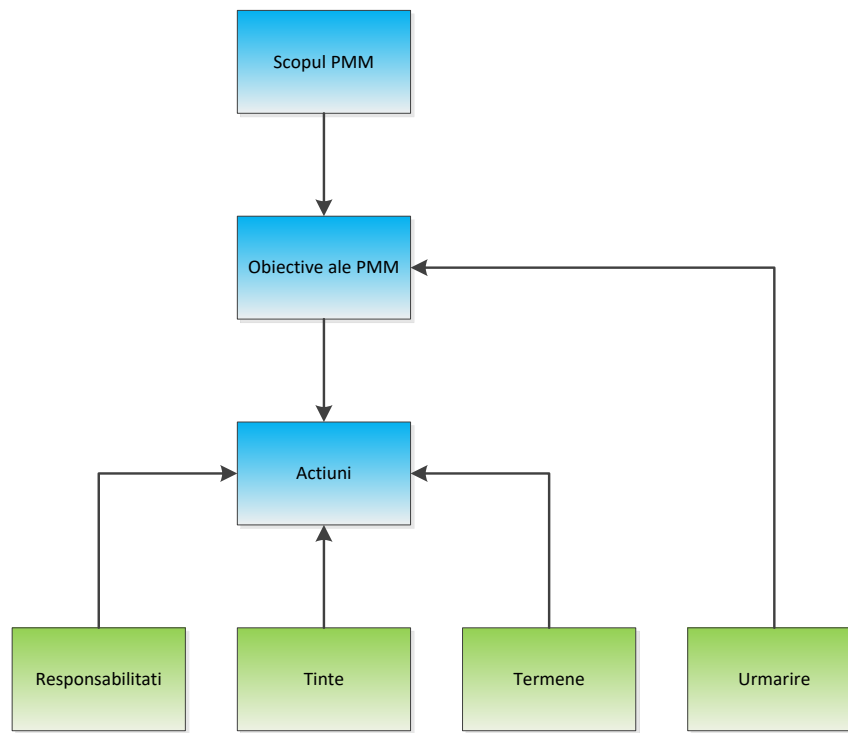 Scopul PMM
Obiective ale PMM
Actiuni
Responsabilitati
Tinte
Termene
Urmarire